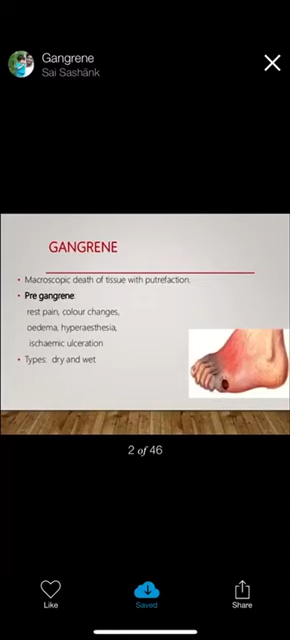 Gangrene
Sai Sashänk
GANGRENE
• Macroscopic death of tissue with putrefaction.
• Pre gangrene:
rest pain, colour changes,
oedema, hyperaesthesia,
ischaemic ulceration
• Types: dry and wet
2 of 46
Like
Saved
Share